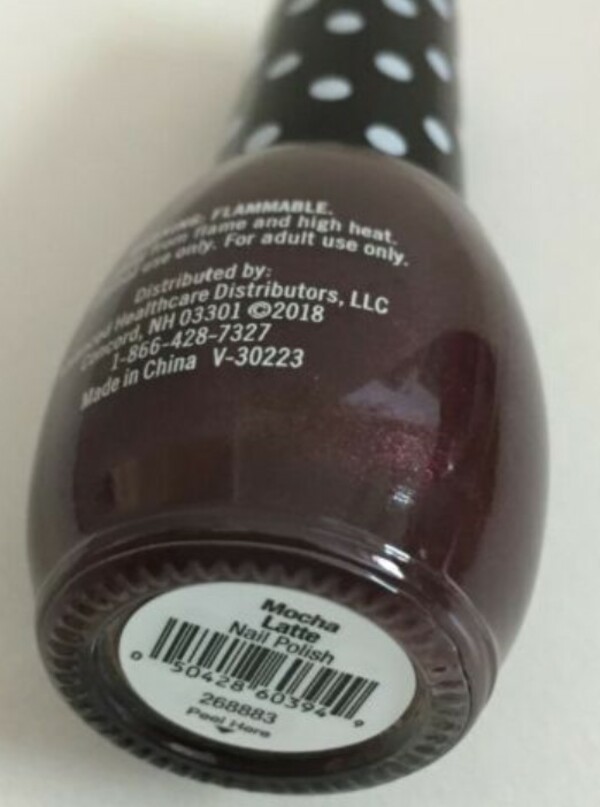 FLAMMABLE.
from flame and high heat.
use only. For adult use only.
Distributed by:
Healthcare Distributors, LLC
Concord, NH 03301 ©2018
1-866-428-7327
Made in China V-30223
Mocha
Latte
Nail Polish
0 50428 60394 9
268883
Peel Here